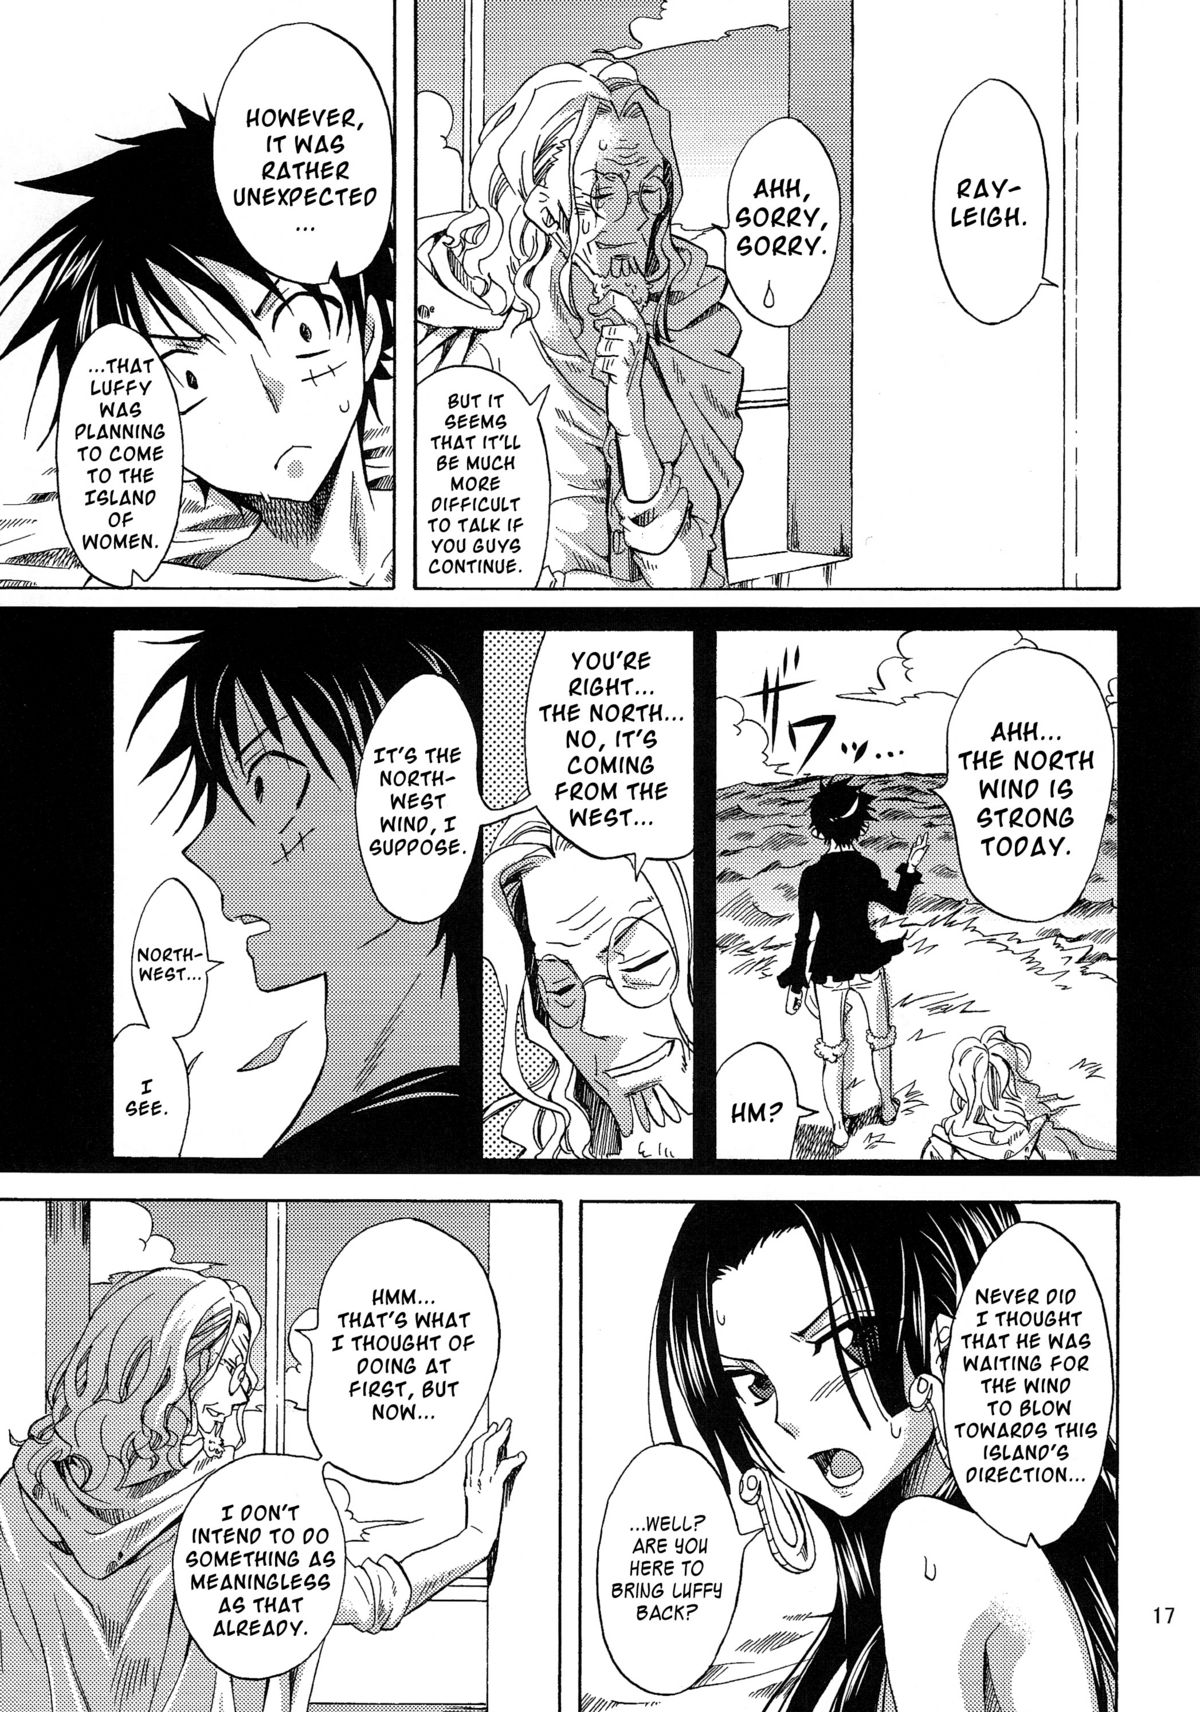 RAY-
LEIGH.
AHH,
SORRY,
SORRY.
BUT IT
SEEMS
THAT IT'LL
BE MUCH
MORE
DIFFICULT
TO TALK IF
YOU GUYS
CONTINUE.
HOWEVER,
IT WAS
RATHER
UNEXPECTED
...
...THAT
LUFFY
WAS
PLANNING
TO COME
TO THE
ISLAND
OF
WOMEN.
AHH...
THE NORTH
WIND IS
STRONG
TODAY.
ザワッ...
HM?
YOU'RE
RIGHT...
THE NORTH...
NO, IT'S
COMING
FROM THE
WEST...
IT'S THE
NORTH-
WEST
WIND, I
SUPPOSE.
NORTH-
WEST...
I
SEE.
NEVER DID
I THOUGHT
THAT HE WAS
WAITING FOR
THE WIND
TO BLOW
TOWARDS THIS
ISLAND'S
DIRECTION...
...WELL?
ARE YOU
HERE TO
BRING LUFFY
BACK?
HMM...
THAT'S WHAT
I THOUGHT OF
DOING AT
FIRST, BUT
NOW...
I DON'T
INTEND TO DO
SOMETHING AS
MEANINGLESS
AS THAT
ALREADY.
17